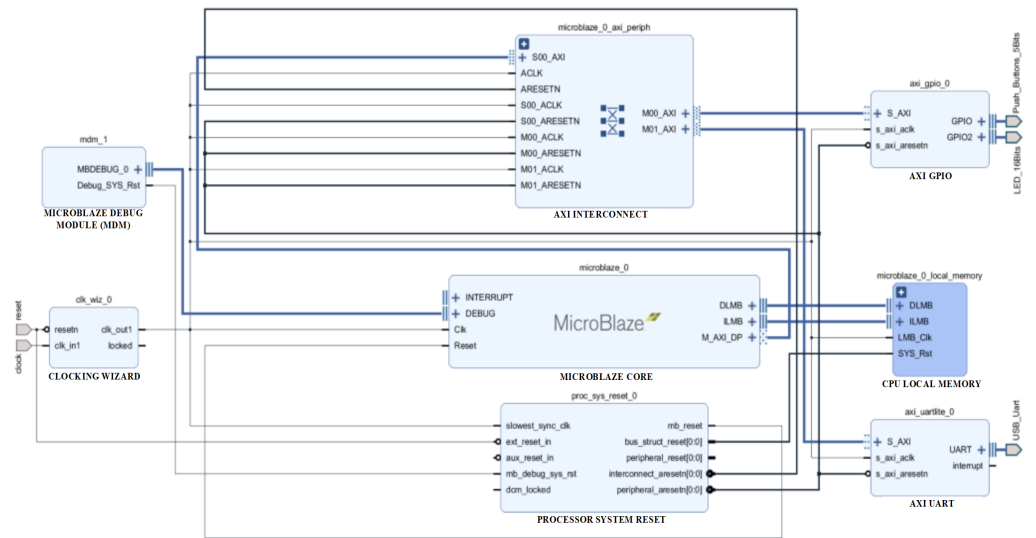 microblaze_0_axi_periph
S00_AXI
ACLK
ARESETN
S00_ACLK
S00_ARESETN
M00_ACLK
M00_ARESETN
M01_ACLK
M01_ARESETN
M00_AXI
M01_AXI
AXI INTERCONNECT
axi_gpio_0
S_AXI
s_axi_aclk
s_axi_aresetn
GPIO
GPIO2
AXI GPIO
Push_Buttons_5Bits
LED_16Bits
mdm_1
MBDEBUG_0
Debug_SYS_Rst
MICROBLAZE DEBUG
MODULE (MDM)
reset
clock
clk_wiz_0
resetn
clk_in1
clk_out1
locked
CLOCKING WIZARD
microblaze_0
INTERRUPT
DEBUG
Clk
Reset
MicroBlaze
DLMB
ILMB
M_AXI_DP
MICROBLAZE CORE
microblaze_0_local_memory
DLMB
ILMB
LMB_Clk
SYS_Rst
CPU LOCAL MEMORY
proc_sys_reset_0
slowest_sync_clk
ext_reset_in
aux_reset_in
mb_debug_sys_rst
dcm_locked
mb_reset
bus_struct_reset[0:0]
peripheral_reset[0:0]
interconnect_aresetn[0:0]
peripheral_aresetn[0:0]
PROCESSOR SYSTEM RESET
axi_uartlite_0
S_AXI
s_axi_aclk
s_axi_aresetn
UART
interrupt
AXI UART
USB_Uart